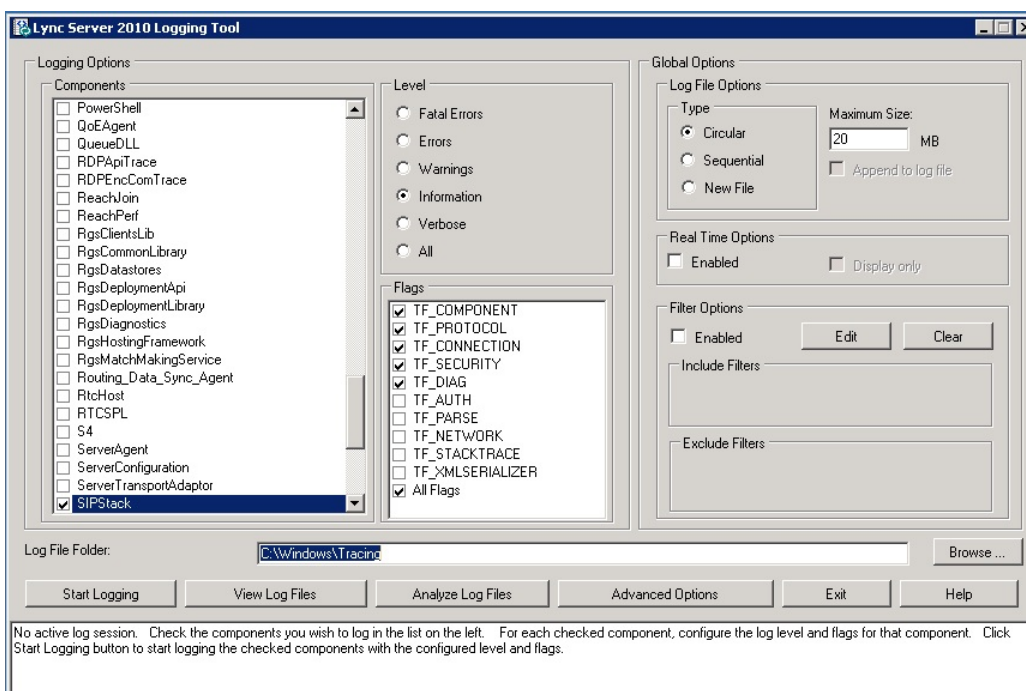 Lync Server 2010 Logging Tool
Logging Options
Components
PowerShell
QoEAgent
QueueDLL
RDPApiTrace
RDPEncComTrace
ReachJoin
ReachPerf
RgsClientsLib
RgsCommonLibrary
RgsDatastores
RgsDeploymentApi
RgsDeploymentLibrary
RgsDiagnostics
RgsHostingFramework
RgsMatchMakingService
Routing_Data_Sync_Agent
RtcHost
RTCSPL
S4
ServerAgent
ServerConfiguration
ServerTransportAdaptor
SIPStack
Level
Fatal Errors
Errors
Warnings
Information
Verbose
All
Flags
TF_COMPONENT
TF_PROTOCOL
TF_CONNECTION
TF_SECURITY
TF_DIAG
TF_AUTH
TF_PARSE
TF_NETWORK
TF_STACKTRACE
TF_XMLSERIALIZER
All Flags
Global Options
Log File Options
Type
Circular
Sequential
New File
Maximum Size:
20 MB
Append to log file
Real Time Options
Enabled
Display only
Filter Options
Enabled
Edit
Clear
Include Filters
Exclude Filters
Log File Folder:
C:\Windows\Tracing
Browse ...
Start Logging
View Log Files
Analyze Log Files
Advanced Options
Exit
Help
No active log session. Check the components you wish to log in the list on the left. For each checked component, configure the log level and flags for that component. Click
Start Logging button to start logging the checked components with the configured level and flags.